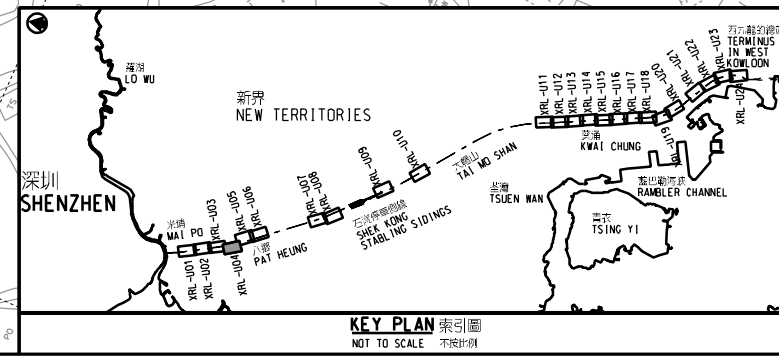 羅湖
LO WU
新界
NEW TERRITORIES
深圳
SHENZHEN
米埔
MAI PO
XRL-U01
XRL-U02
XRL-U03
XRL-U04
XRL-U05
XRL-U06
八鄉
PAT HEUNG
XRL-U07
XRL-U08
石崗停車側線
SHEK KONG
STABLING SIDINGS
XRL-U09
XRL-U10
大帽山
TAI MO SHAN
XRL-U11
XRL-U12
XRL-U13
XRL-U14
XRL-U15
XRL-U16
XRL-U17
XRL-U18
葵涌
KWAI CHUNG
XRL-U19
XRL-U20
XRL-U21
XRL-U22
XRL-U23
XRL-U24
TERMINUS
IN WEST
KOWLOON
荃灣
TSUEN WAN
藍巴勒海峽
RAMBLER CHANNEL
青衣
TSING YI
KEY PLAN 索引圖
NOT TO SCALE 不按比例
TS
PO